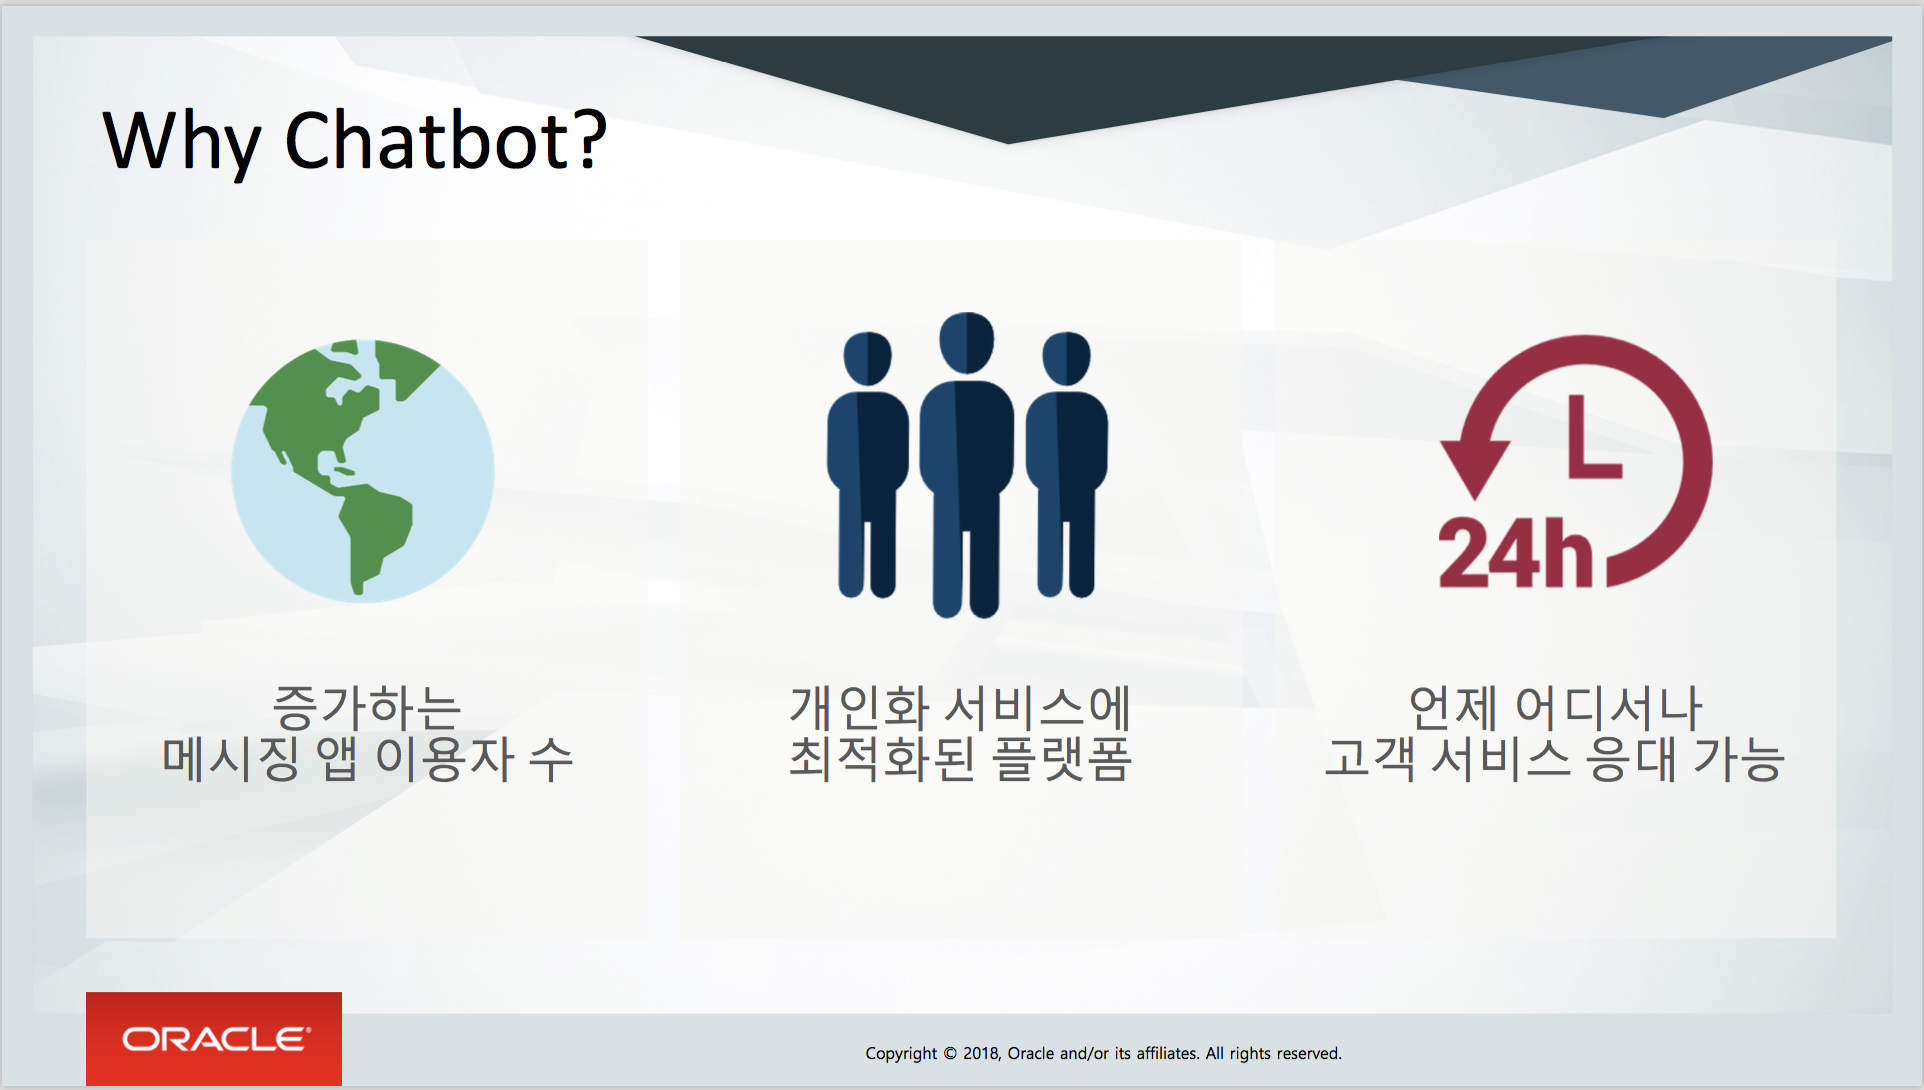 Why Chatbot?
24h
증가하는
메시징 앱 이용자 수
개인화 서비스에
최적화된 플랫폼
언제 어디서나
고객 서비스 응대 가능
ORACLE®
Copyright © 2018, Oracle and/or its affiliates. All rights reserved.